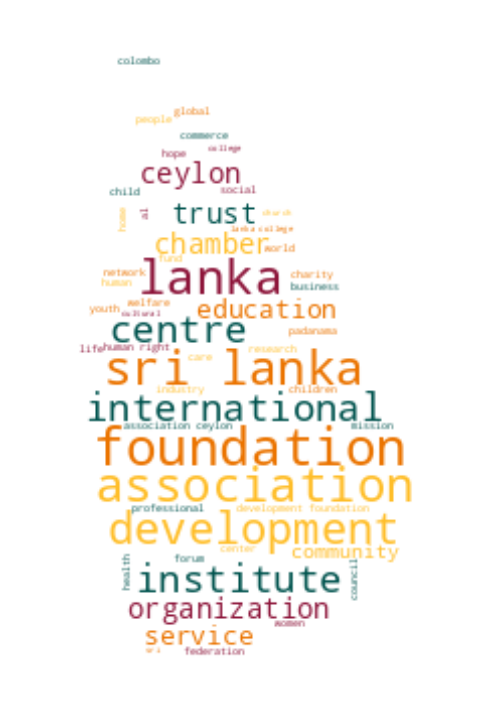 colombo
global
people
commerce
college
hope
ceylon
child
social
home
al
trust
church
lanka college
chamber
world
fund
network
lanka
charity
human
business
youth
welfare
education
cultural
centre
padanama
life
human right
research
care
sri lanka
industry
children
international
association ceylon
mission
foundation
association
professional
development foundation
development
center
community
health
forum
council
institute
organization
women
service
federation